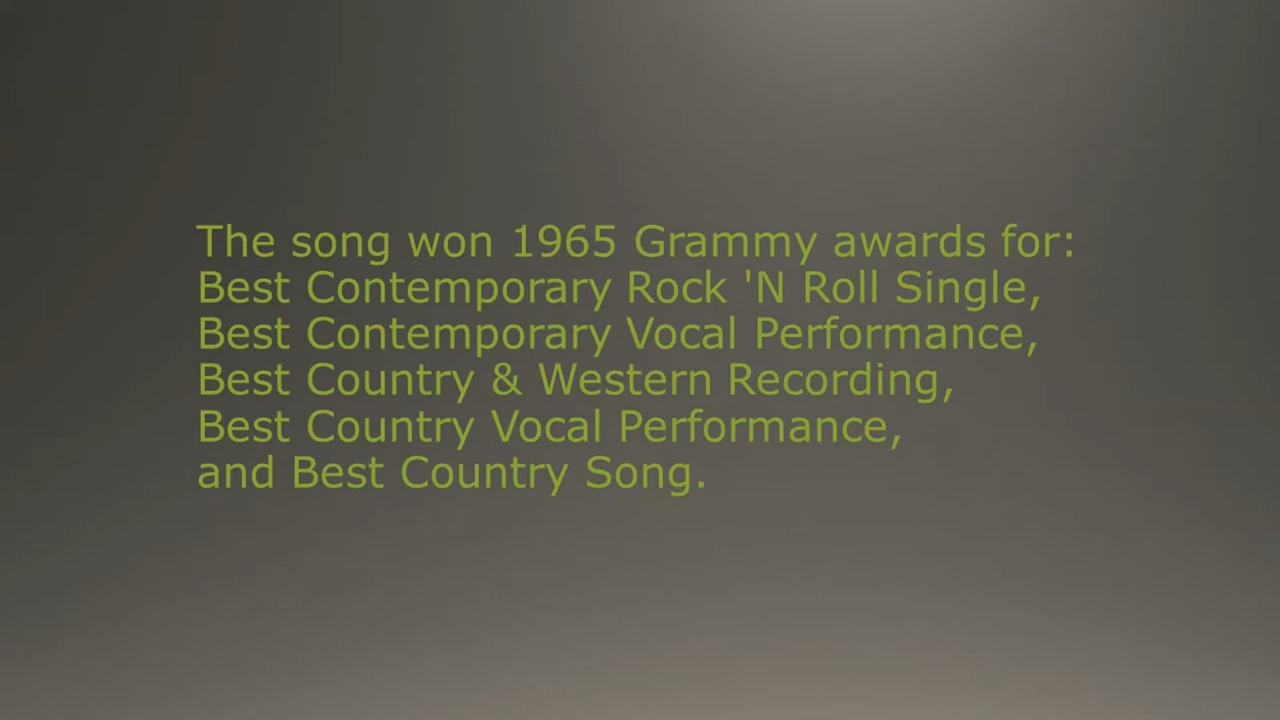 The song won 1965 Grammy awards for:
Best Contemporary Rock 'N Roll Single,
Best Contemporary Vocal Performance,
Best Country & Western Recording,
Best Country Vocal Performance,
and Best Country Song.